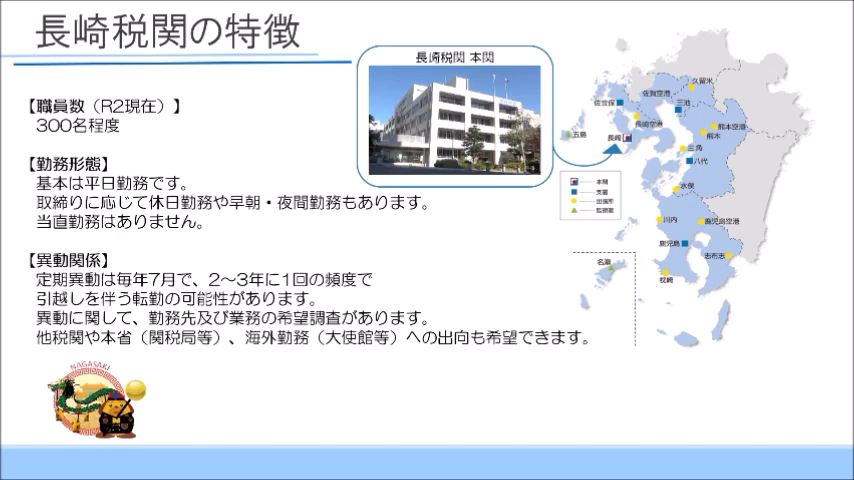 長崎税関の特徴
【職員数（R2現在）】
300名程度
【勤務形態】
基本は平日勤務です。
取締りに応じて休日勤務や早朝・夜間勤務もあります。
当直勤務はありません。
【異動関係】
定期異動は毎年7月で、2～3年に1回の頻度で
引越しを伴う転勤の可能性があります。
異動に関して、勤務先及び業務の希望調査があります。
他税関や本省（関税局等）、海外勤務（大使館等）への出向も希望できます。
NAGASAKI
長崎税関 本関
久留米
佐賀空港
佐世保
三池
長崎空港
熊本空港
五島
長崎
熊本
三角
八代
水俣
本関
支署
出張所
監視署
川内
鹿児島空港
鹿児島
志布志
名瀬
枕崎